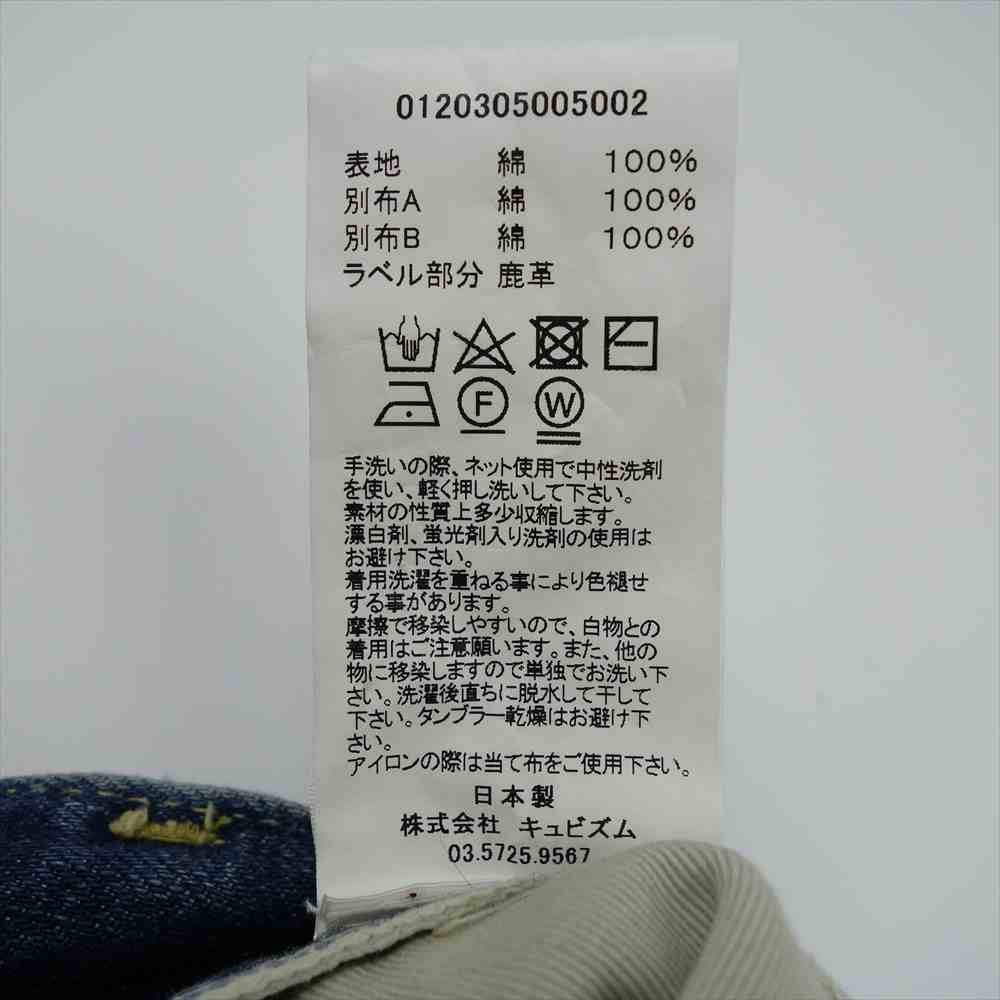 0120305005002
表地 綿 100%
別布A 綿 100%
別布B 綿 100%
ラベル部分 鹿革
F W
手洗いの際、ネット使用で中性洗剤
を使い、軽く押し洗いして下さい。
素材の性質上多少収縮します。
漂白剤、蛍光剤入り洗剤の使用は
お避け下さい。
着用洗濯を重ねる事により色褪せ
する事があります。
摩擦で移染しやすいので、白物との
着用はご注意願います。また、他の
物に移染しますので単独でお洗い下
さい。洗濯後直ちに脱水して干して
下さい。タンブラー乾燥はお避け下
さい。
アイロンの際は当て布をご使用下さい。
日本製
株式会社 キュビズム
03.5725.9567